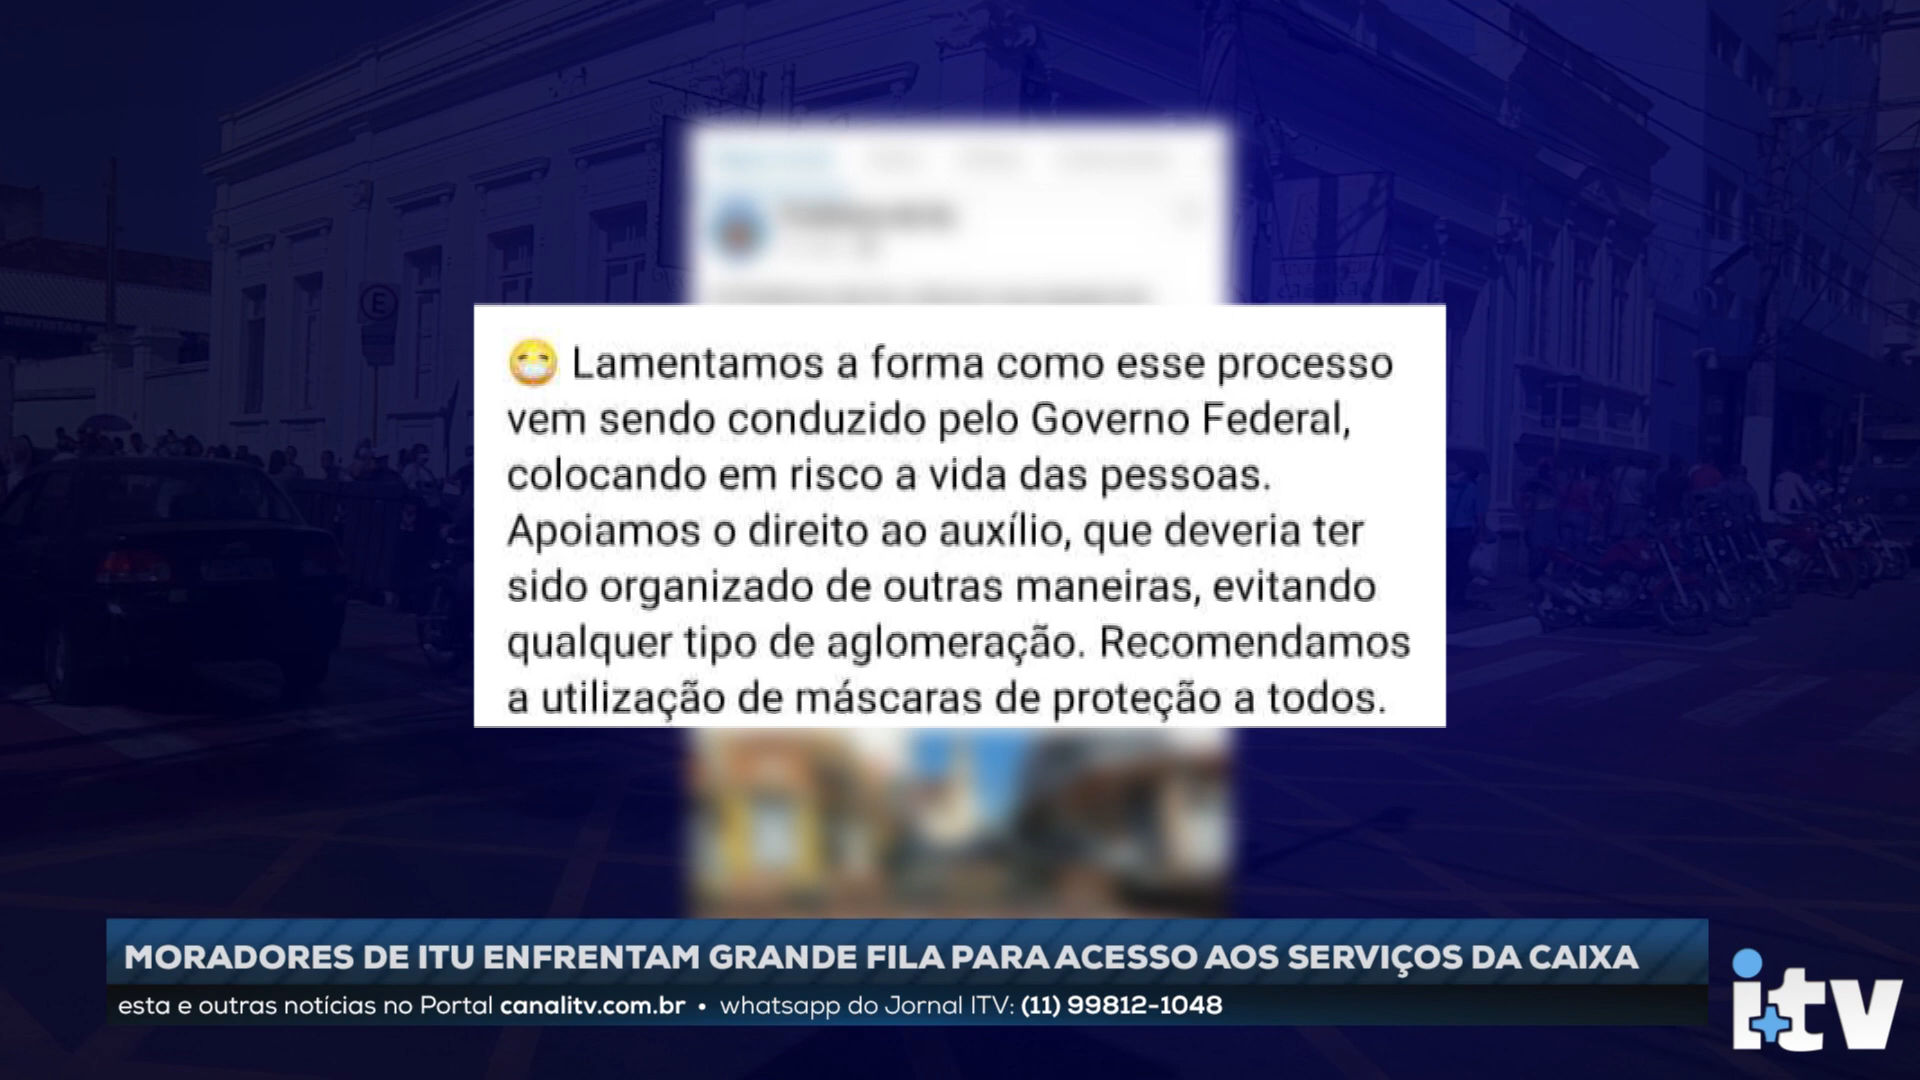 😷 Lamentamos a forma como esse processo
vem sendo conduzido pelo Governo Federal,
colocando em risco a vida das pessoas.
Apoiamos o direito ao auxílio, que deveria ter
sido organizado de outras maneiras, evitando
qualquer tipo de aglomeração. Recomendamos
a utilização de máscaras de proteção a todos.
MORADORES DE ITU ENFRENTAM GRANDE FILA PARA ACESSO AOS SERVIÇOS DA CAIXA
esta e outras notícias no Portal canalitv.com.br • whatsapp do Jornal ITV: (11) 99812-1048
itv
E